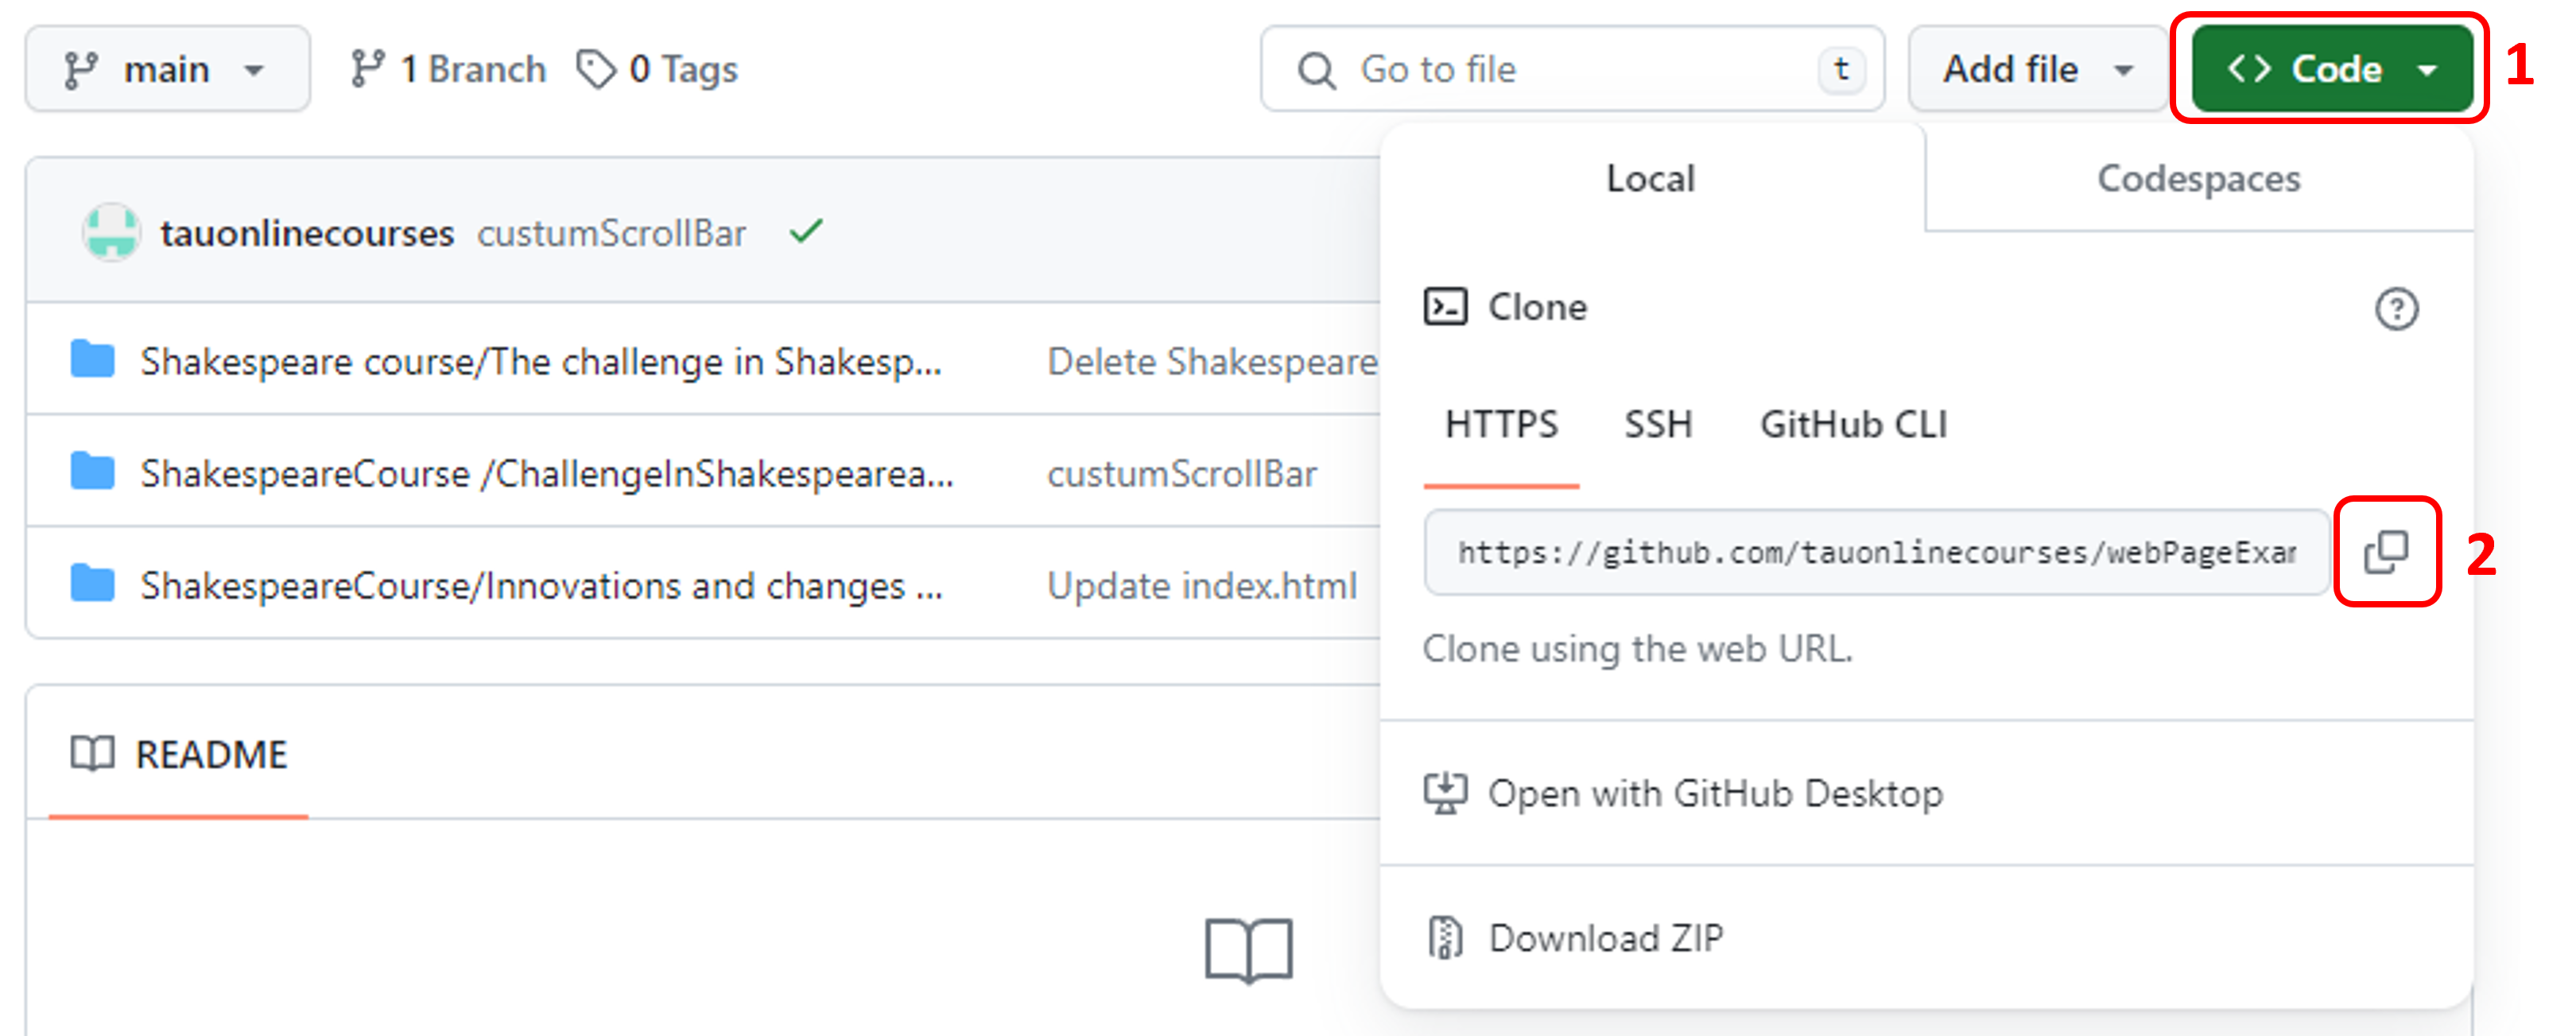 main 1 Branch 0 Tags Go to file t Add file <> Code 1
Local Codespaces
tauonlinecourses custumScrollBar
Clone
Shakespeare course/The challenge in Shakesp... Delete Shakespeare
HTTPS SSH GitHub CLI
ShakespeareCourse /ChallengeInShakespearea... custumScrollBar
https://github.com/tauonlinecourses/webPageExar 2
ShakespeareCourse/Innovations and changes ... Update index.html
Clone using the web URL.
README
Open with GitHub Desktop
Download ZIP